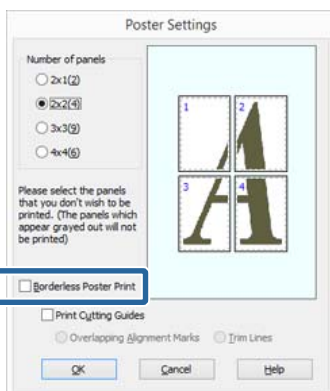 Poster Settings
Number of panels
2x1(2)
2x2(4)
3x3(9)
4x4(6)
Please select the panels
that you don't wish to be
printed. (The panels which
appear grayed out will not
be printed)
Borderless Poster Print
Print Cutting Guides
Overlapping Alignment Marks Trim Lines
OK Cancel Help
1 2
3 4
A